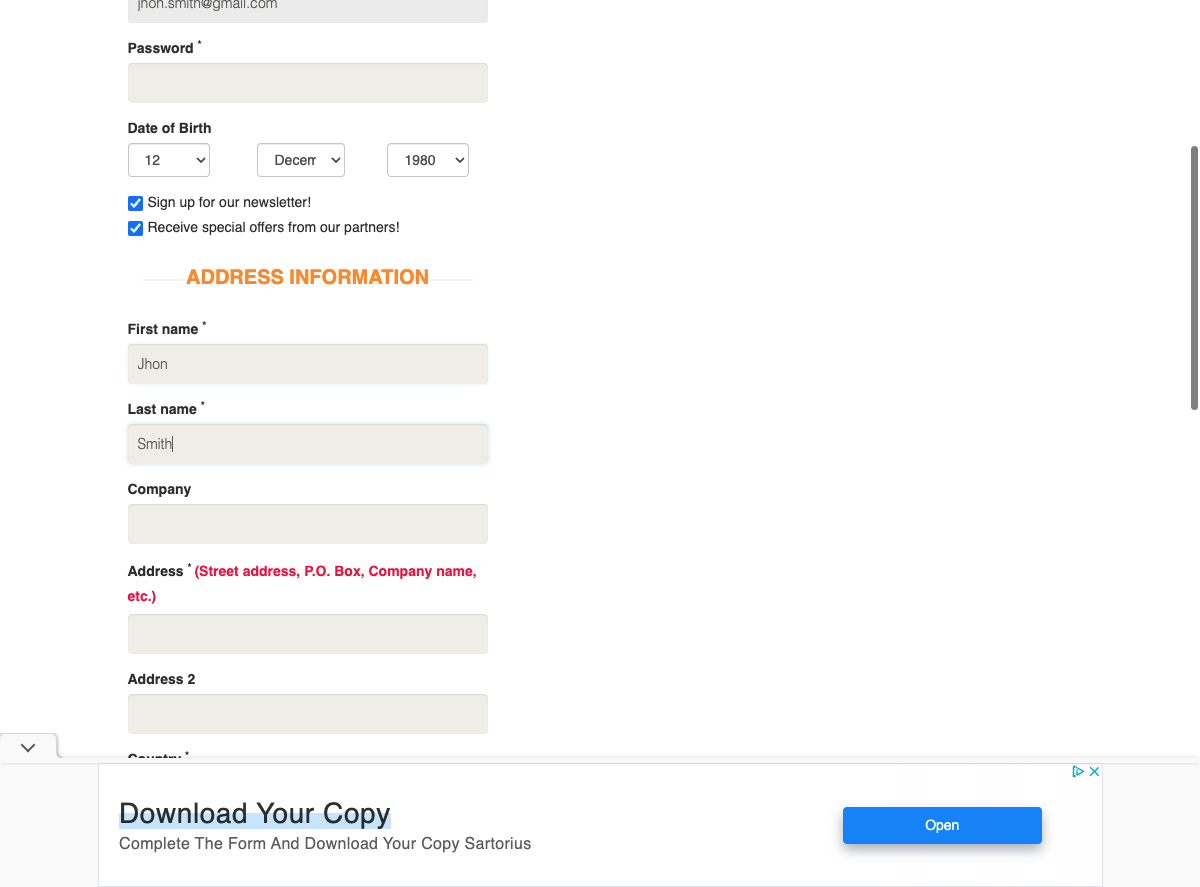 jhon.smith@gmail.com
Password *
Date of Birth
12 Decem 1980
Sign up for our newsletter!
Receive special offers from our partners!
ADDRESS INFORMATION
First name *
Jhon
Last name *
Smith
Company
Address * (Street address, P.O. Box, Company name,
etc.)
Address 2
Country *
Download Your Copy
Complete The Form And Download Your Copy Sartorius
Open